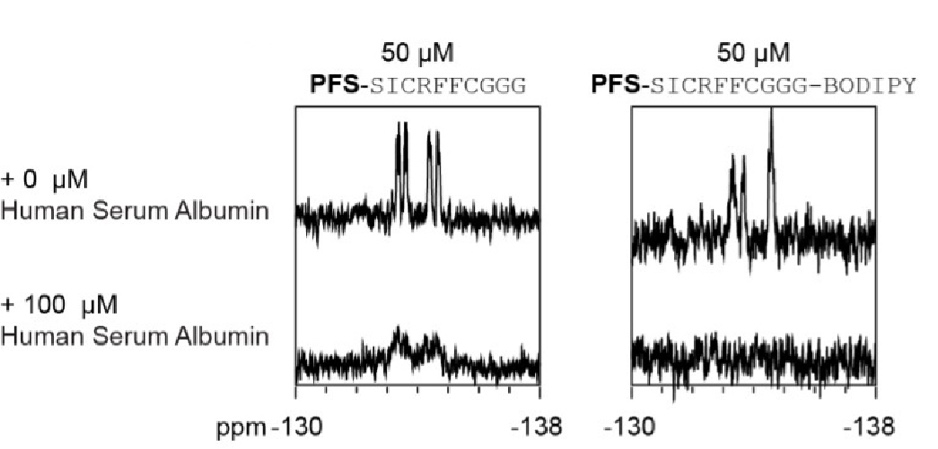 50 µM
PFS-SICRFFCGGG
50 µM
PFS-SICRFFCGGG-BODIPY
+ 0 µM
Human Serum Albumin
+ 100 µM
Human Serum Albumin
ppm -130
-138
-130
-138